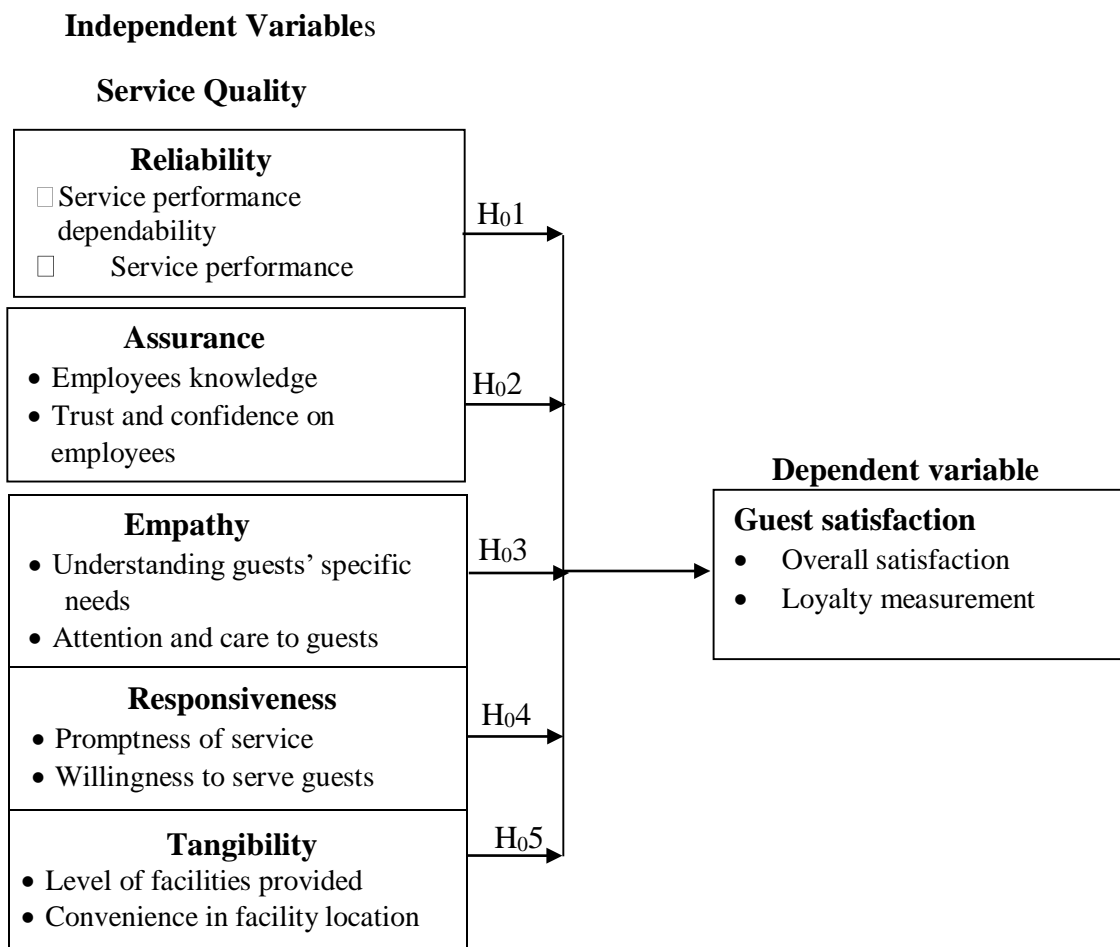 Independent Variables
Service Quality
Reliability
□ Service performance
dependability
□ Service performance
H₀1
Assurance
• Employees knowledge
• Trust and confidence on
employees
H₀2
Empathy
• Understanding guests’ specific
needs
• Attention and care to guests
H₀3
Responsiveness
• Promptness of service
• Willingness to serve guests
H₀4
Tangibility
• Level of facilities provided
• Convenience in facility location
H₀5
Dependent variable
Guest satisfaction
• Overall satisfaction
• Loyalty measurement